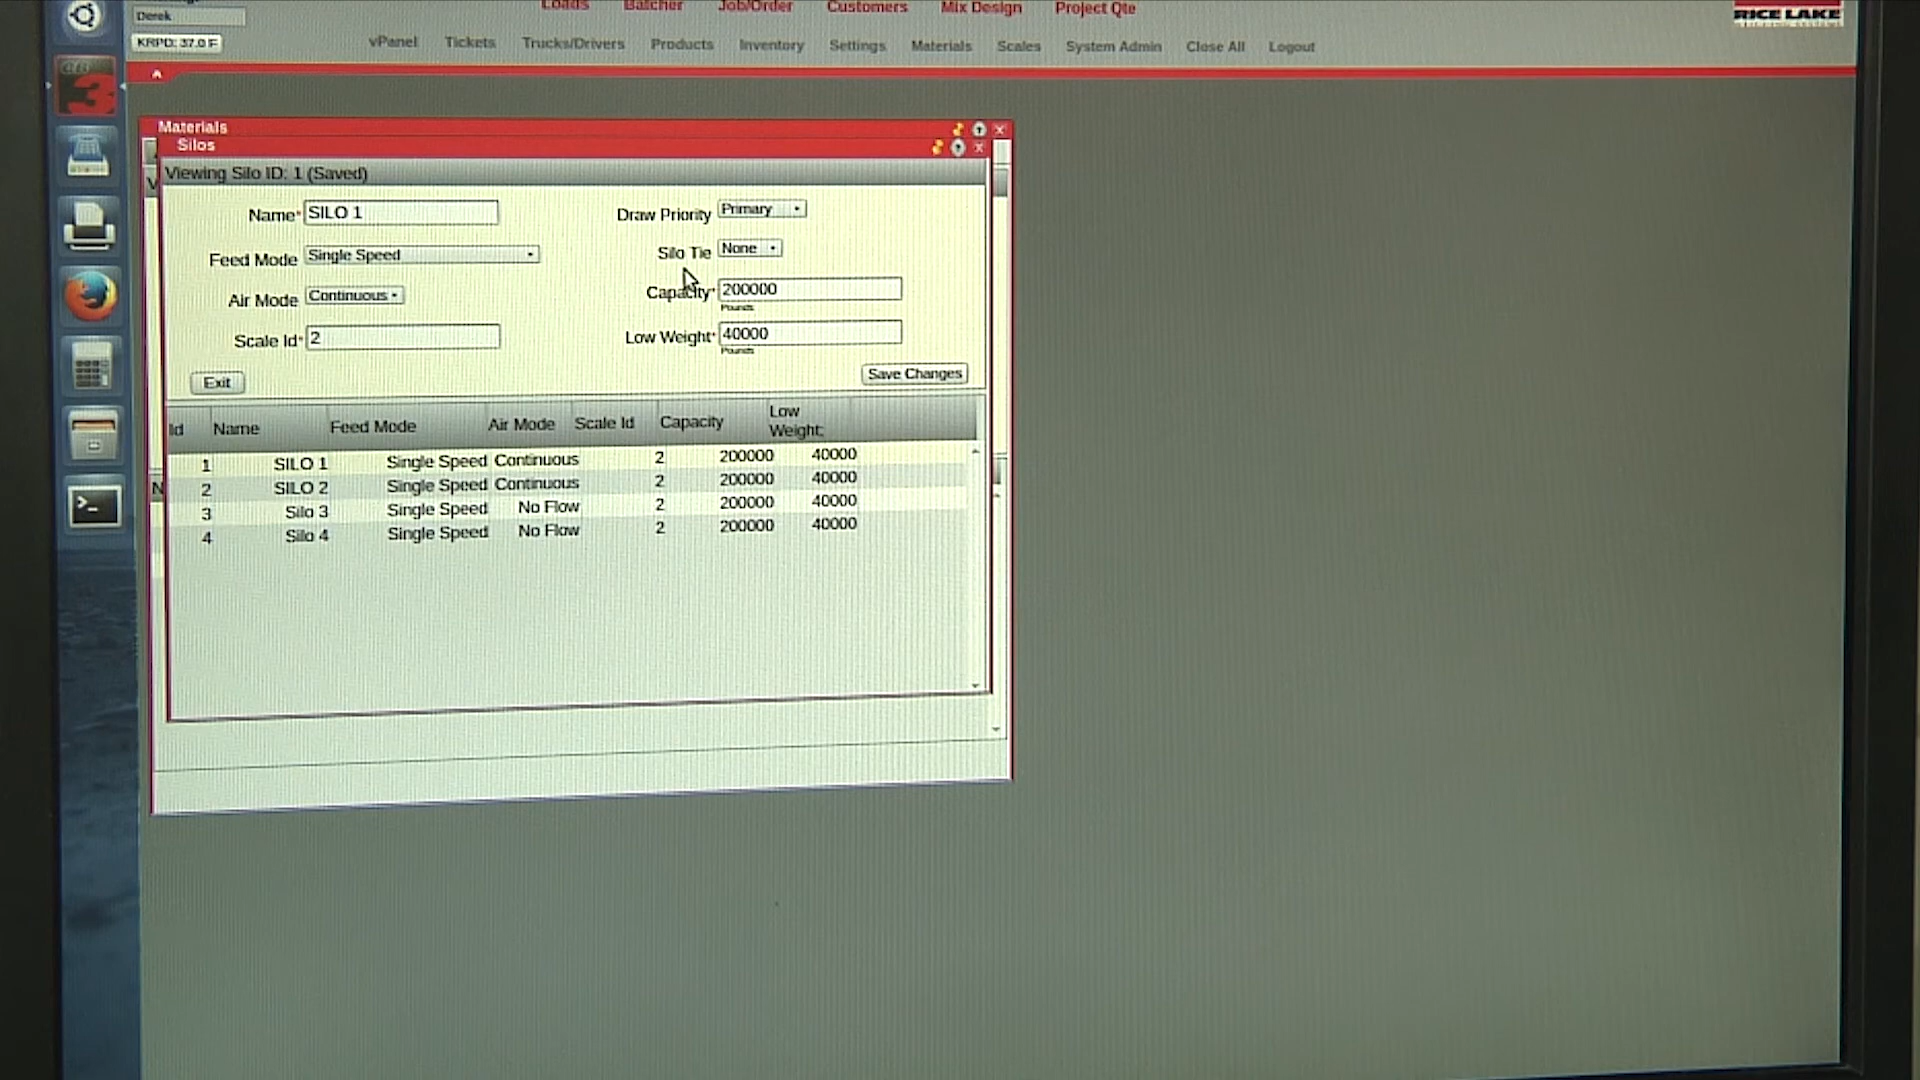 Loads Batcher Job/Order Customers Mix Design Project Qte
RICE LAKE
Derek
KRPD: 37.0 F
vPanel Tickets Trucks/Drivers Products Inventory Settings Materials Scales System Admin Close All Logout
A
3
Materials
Silos
Viewing Silo ID: 1 (Saved)
Name* SILO 1
Draw Priority Primary
Feed Mode Single Speed
Silo Tie None
Air Mode Continuous
Capacity* 200000
Pounds
Scale Id* 2
Low Weight* 40000
Pounds
Exit
Save Changes
Id Name Feed Mode Air Mode Scale Id Capacity Low Weight:
1 SILO 1 Single Speed Continuous 2 200000 40000
2 SILO 2 Single Speed Continuous 2 200000 40000
3 Silo 3 Single Speed No Flow 2 200000 40000
4 Silo 4 Single Speed No Flow 2 200000 40000